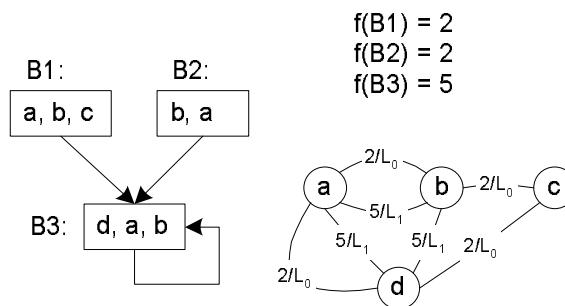 f(B1) = 2
f(B2) = 2
f(B3) = 5
B1:
B2:
a, b, c
b, a
B3:
d, a, b
2/L₀
a
b
c
2/L₀
5/L₁
5/L₁
5/L₁
2/L₀
2/L₀
d